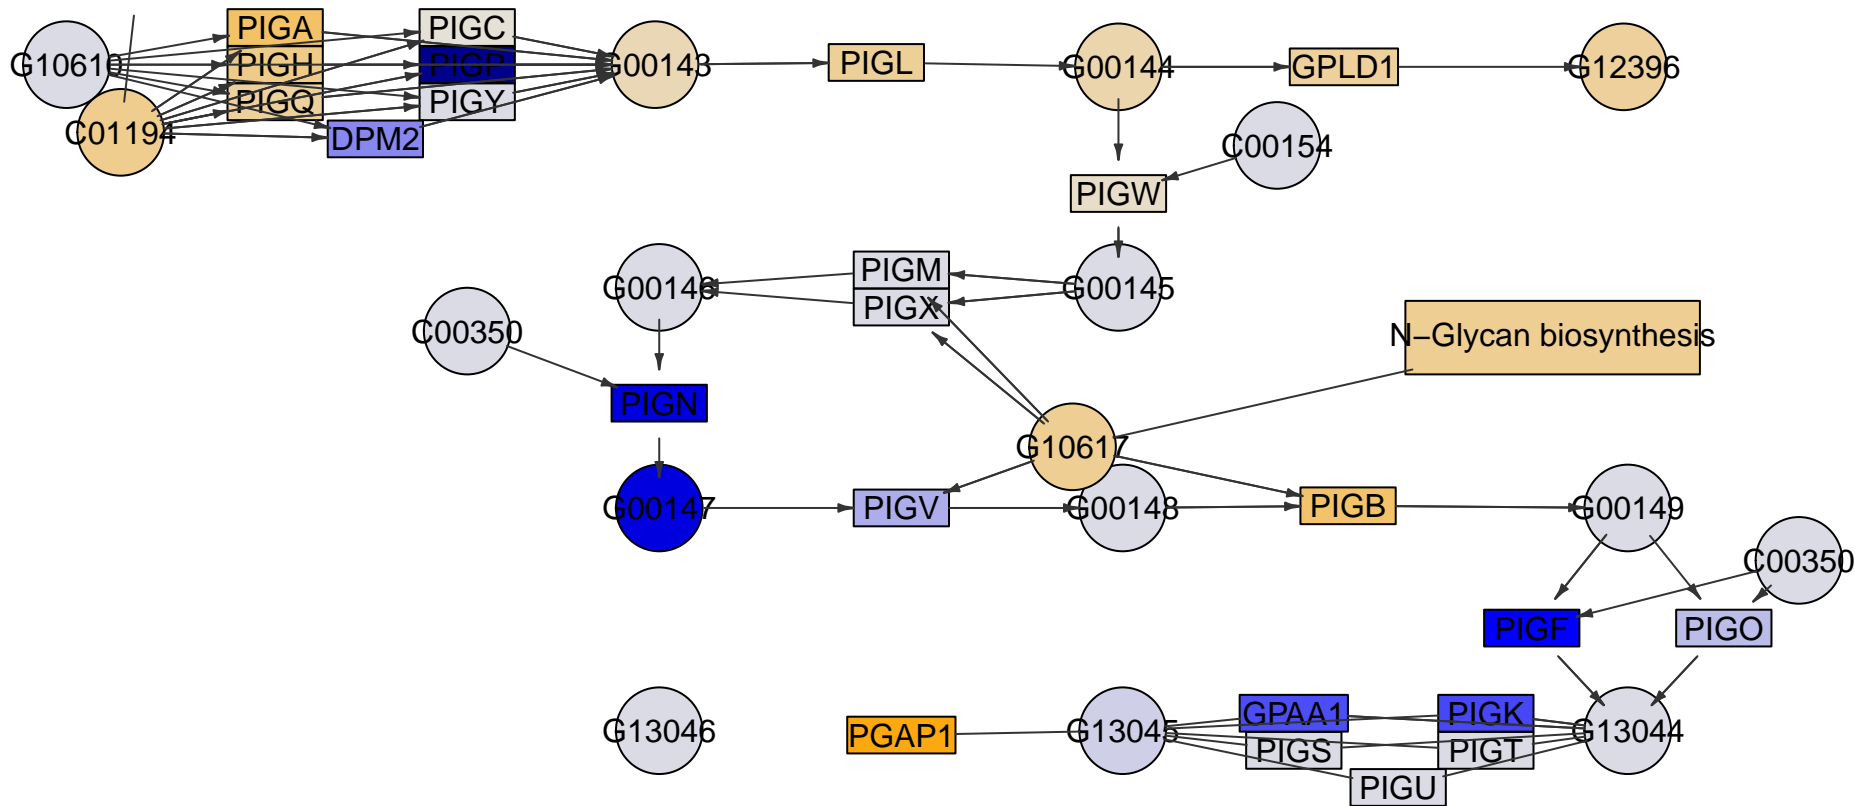 PIGA
PIGC
G10610
PIGH
PIGP
G00143
PIGL
G00144
GPLD1
G12396
PIGQ
PIGY
C01194
DPM2
C00154
PIGW
PIGM
G00146
G00145
PIGX
C00350
N−Glycan biosynthesis
PIGN
G10617
G00147
PIGV
G00148
PIGB
G00149
C00350
PIGF
PIGO
GPAA1
PIGK
G13046
PGAP1
G13045
G13044
PIGS
PIGT
PIGU